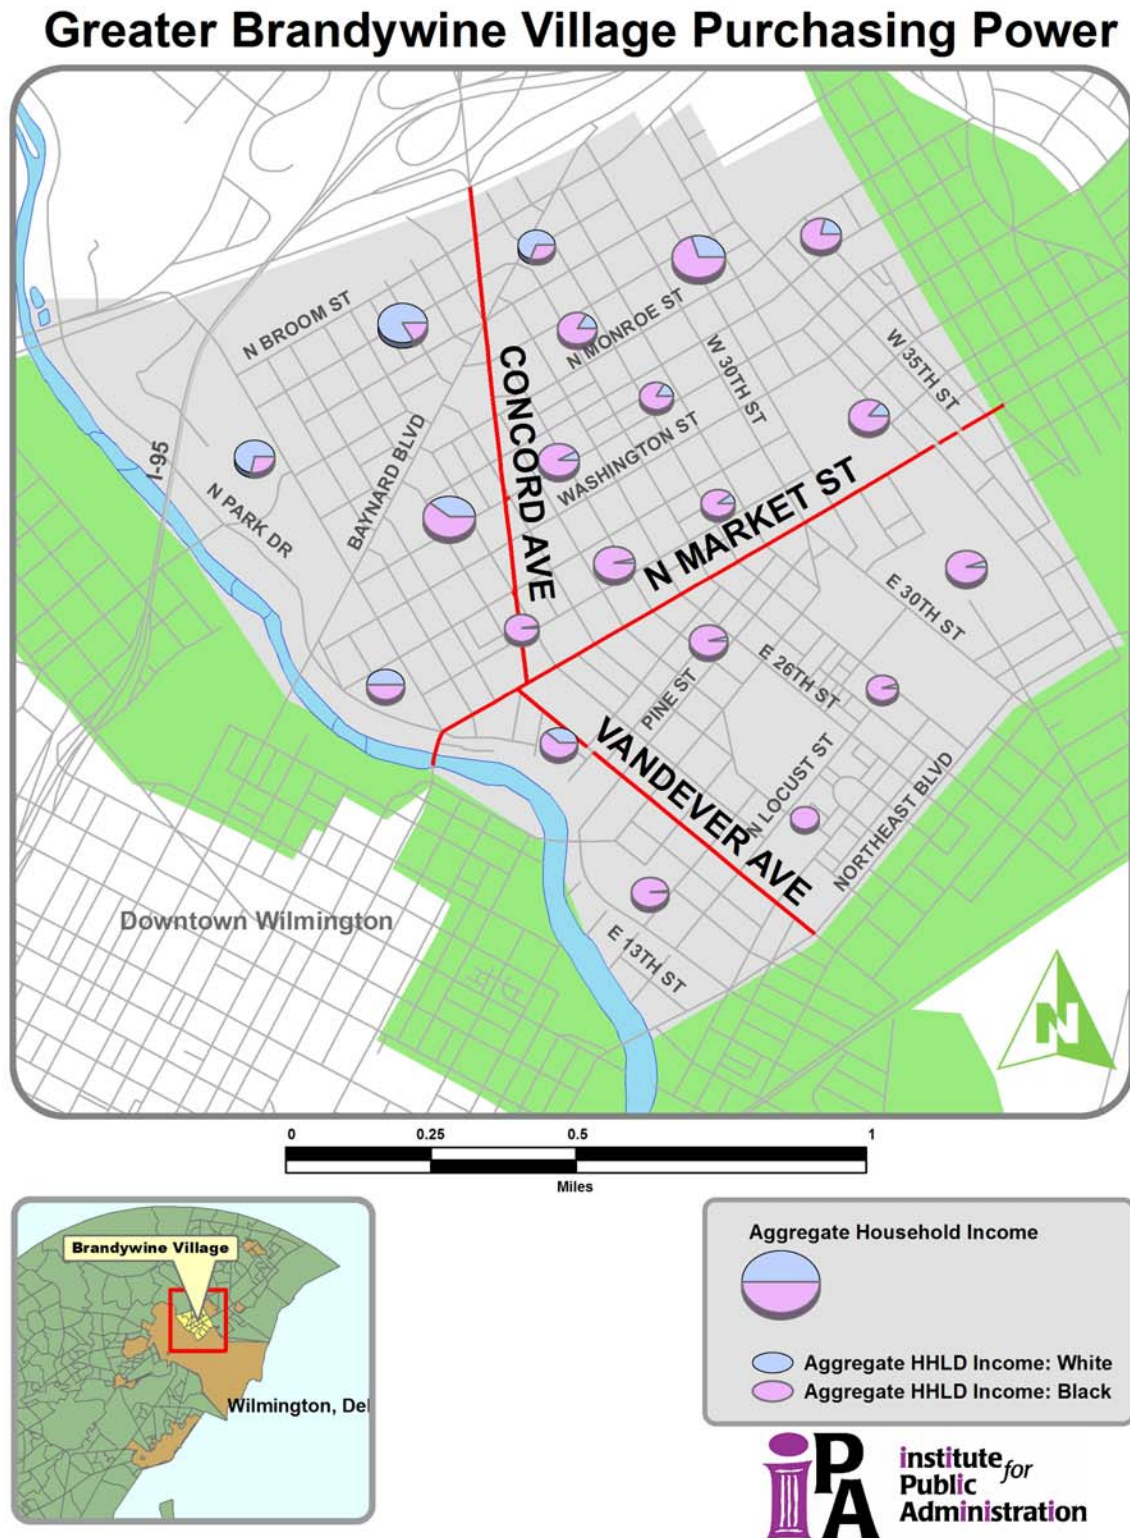 Greater Brandywine Village Purchasing Power
N BROOM ST
CONCORD AVE
N MONROE ST
W 30TH ST
W 35TH ST
I-95
N PARK DR
BAYNARD BLVD
WASHINGTON ST
N MARKET ST
E 30TH ST
E 26TH ST
PINE ST
VANDEVER AVE
N LOCUST ST
NORTHEAST BLVD
Downtown Wilmington
E 13TH ST
N
0 0.25 0.5 1
Miles
Brandywine Village
Wilmington, Del
Aggregate Household Income
Aggregate HHLD Income: White
Aggregate HHLD Income: Black
iPA
institute for
Public
Administration